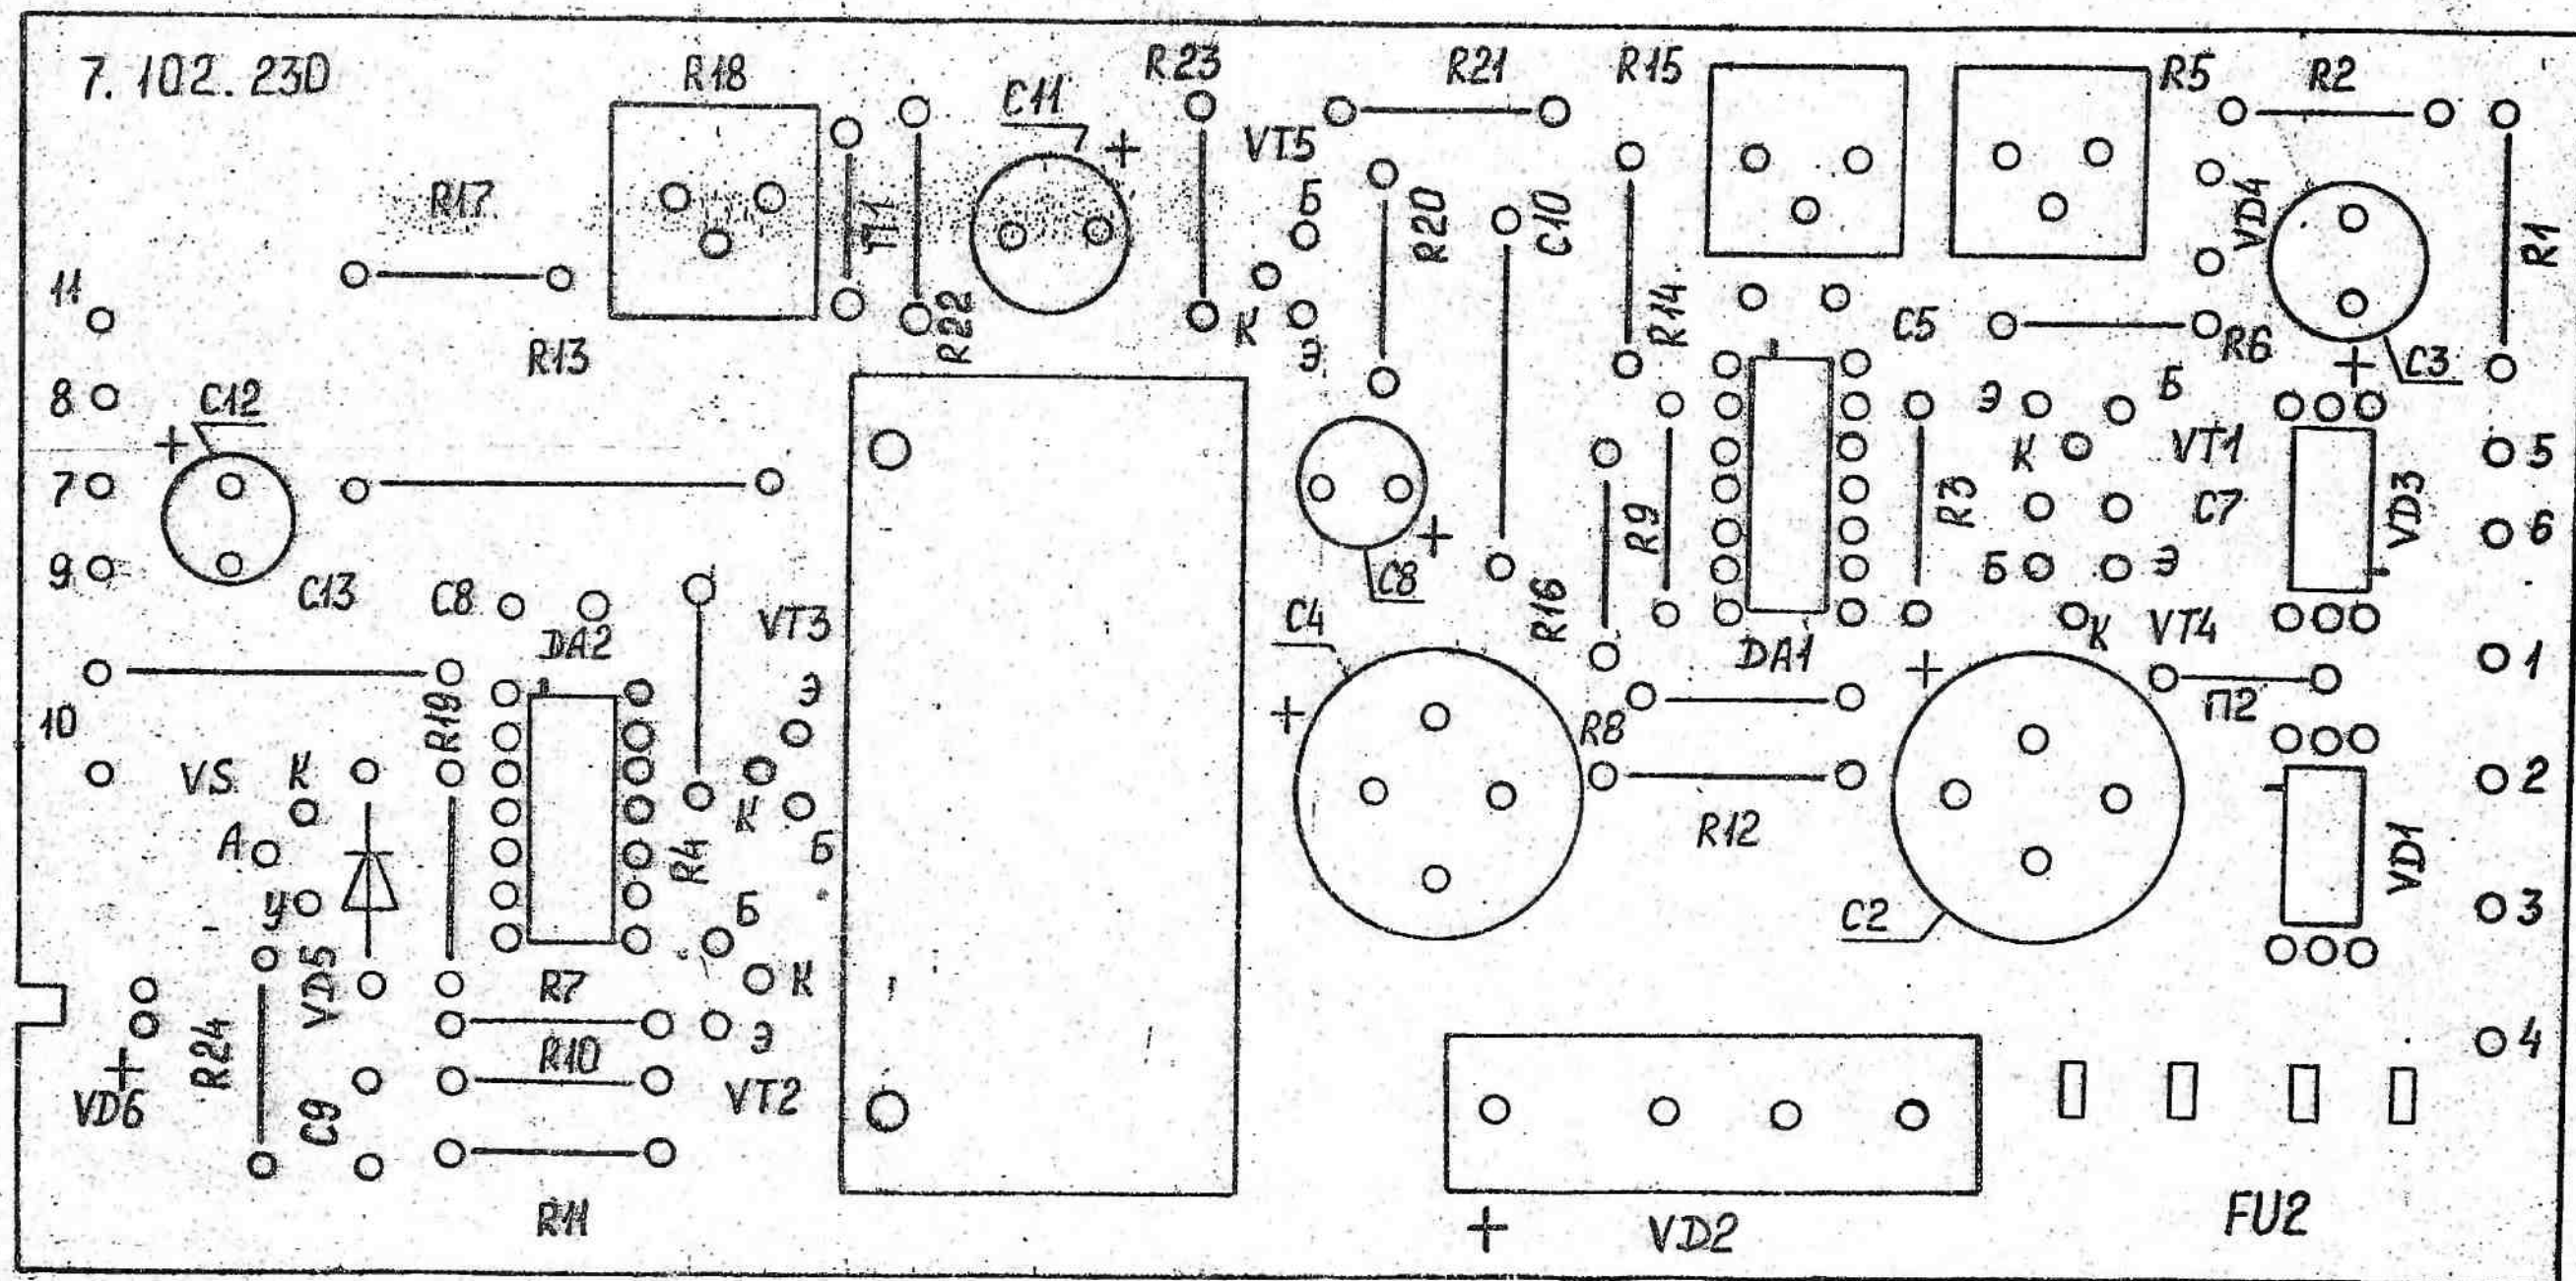 7. 102. 230
R18
C11
+
R23
R21
R15
R5
R2
VT5
R17
П1
Б
R20
C10
VD4
R1
11
R22
К
Э
R14
C5
R6
C3
+
R13
8
C12
+
Э
Б
К
VT1
5
7
R9
R3
C7
VD3
6
+
C8
9
C13
C8
VT3
R16
Б
Э
C4
DA2
DA1
К
VT4
1
Э
+
R8
+
П2
10
R19
VS
К
К
2
R12
А
R4
Б
VD1
У
Б
C2
3
VD5
R7
К
+
VD6
R24
R10
Э
4
C9
VT2
R11
+
VD2
FU2